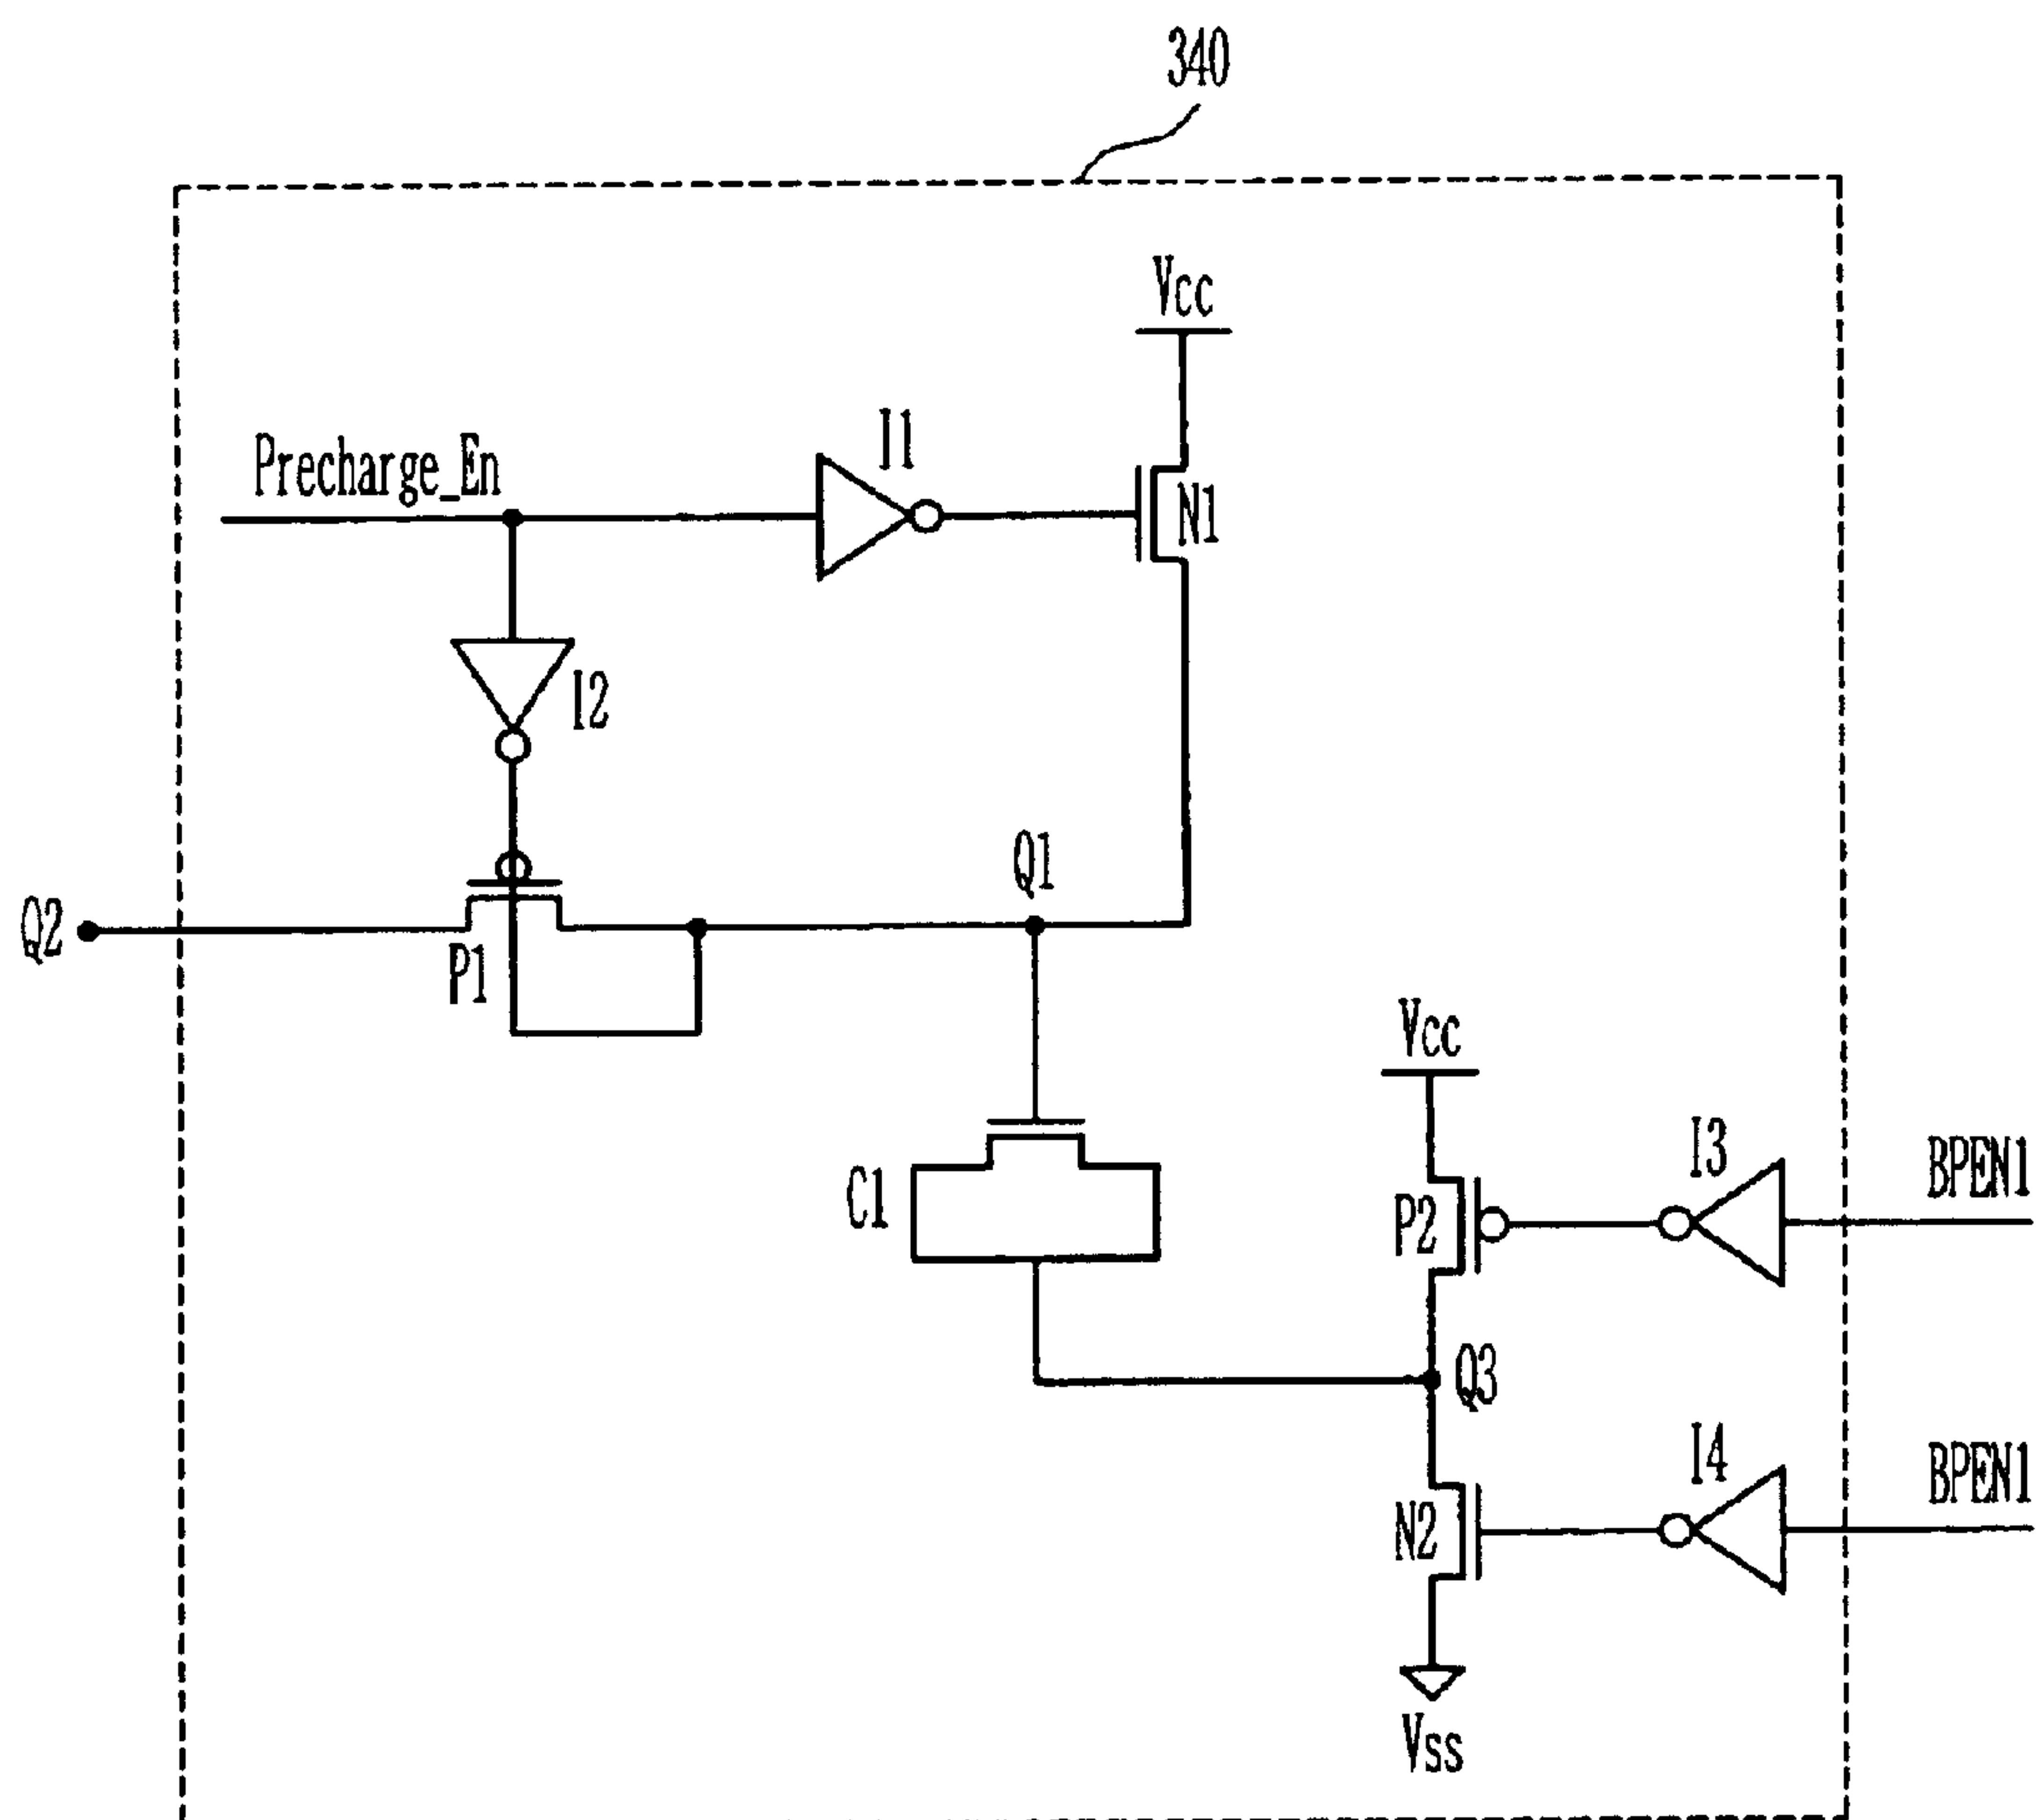 340
Vcc
I1
Precharge_En
N1
I2
Q1
Q2
P1
Vcc
I3
BPEN1
C1
P2
Q3
I4
BPEN1
N2
Vss